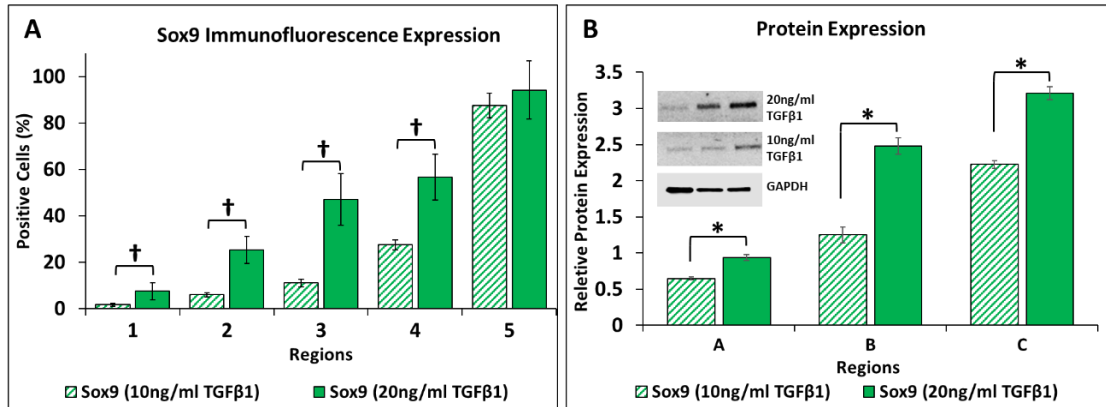 A
Sox9 Immunofluorescence Expression
Positive Cells (%)
100
80
60
40
20
0
†
†
†
†
1 2 3 4 5
Regions
Sox9 (10ng/ml TGFβ1) Sox9 (20ng/ml TGFβ1)
B
Protein Expression
Reletive Protein Expression
3.5
3
2.5
2
1.5
1
0.5
0
20ng/ml
TGFβ1
10ng/ml
TGFβ1
GAPDH
*
*
*
A B C
Regions
Sox9 (10ng/ml TGFβ1) Sox9 (20ng/ml TGFβ1)